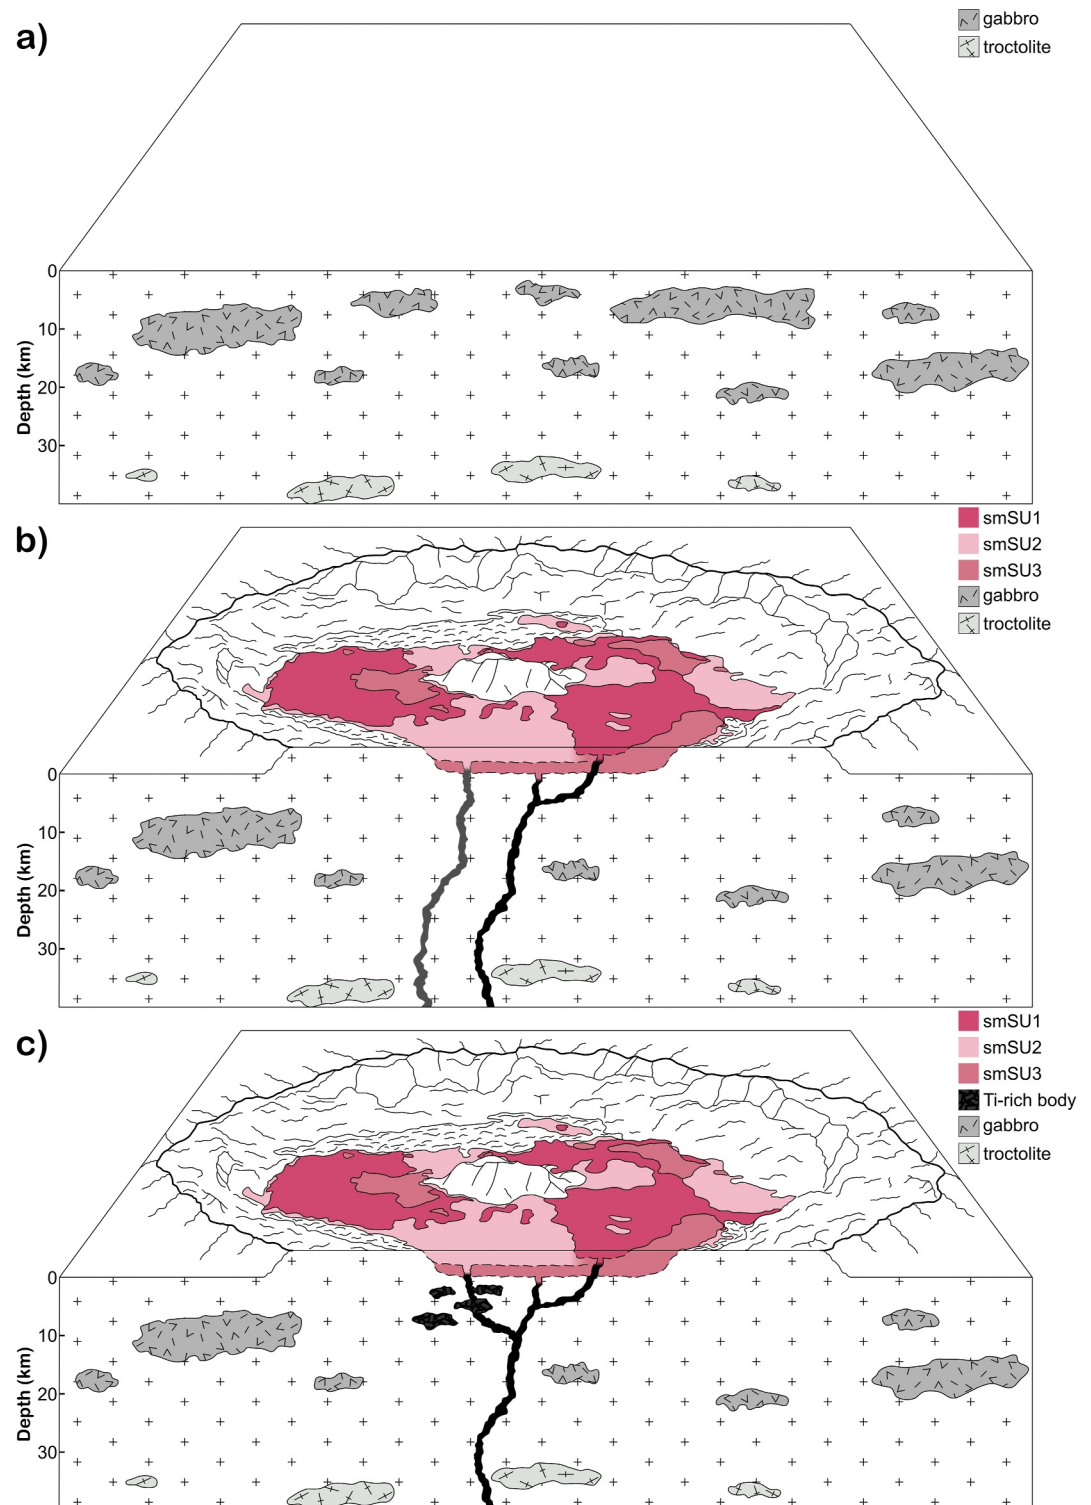 a)
gabbro
troctolite
0
10
20
30
Depth (km)
b)
smSU1
smSU2
smSU3
gabbro
troctolite
0
10
20
30
Depth (km)
c)
smSU1
smSU2
smSU3
Ti-rich body
gabbro
troctolite
0
10
20
30
Depth (km)